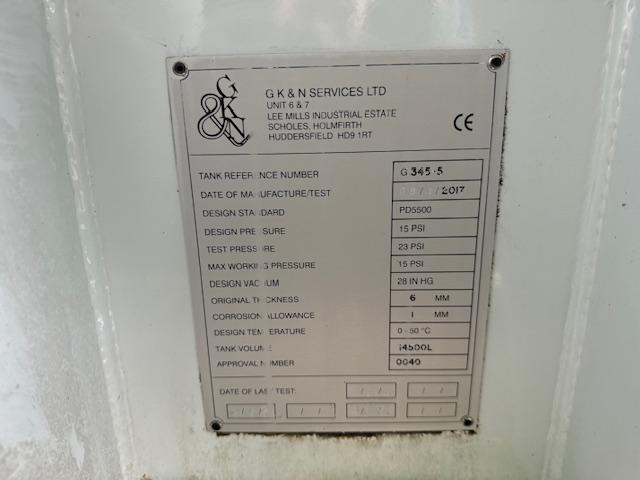 G K & N
G K & N SERVICES LTD
UNIT 6 & 7
LEE MILLS INDUSTRIAL ESTATE
SCHOLES, HOLMFIRTH
HUDDERSFIELD HD9 1RT
CE
TANK REFERENCE NUMBER G 345·5
DATE OF MANUFACTURE/TEST 2017
DESIGN STANDARD PD5500
DESIGN PRESSURE 15 PSI
TEST PRESSURE 23 PSI
MAX WORKING PRESSURE 15 PSI
DESIGN VACUUM 28 IN HG
ORIGINAL THICKNESS 6 MM
CORROSION ALLOWANCE 1 MM
DESIGN TEMPERATURE 0 - 50 °C
TANK VOLUME 14500L
APPROVAL NUMBER 0040
DATE OF LAST TEST: / / / /
/ / / / / / / /